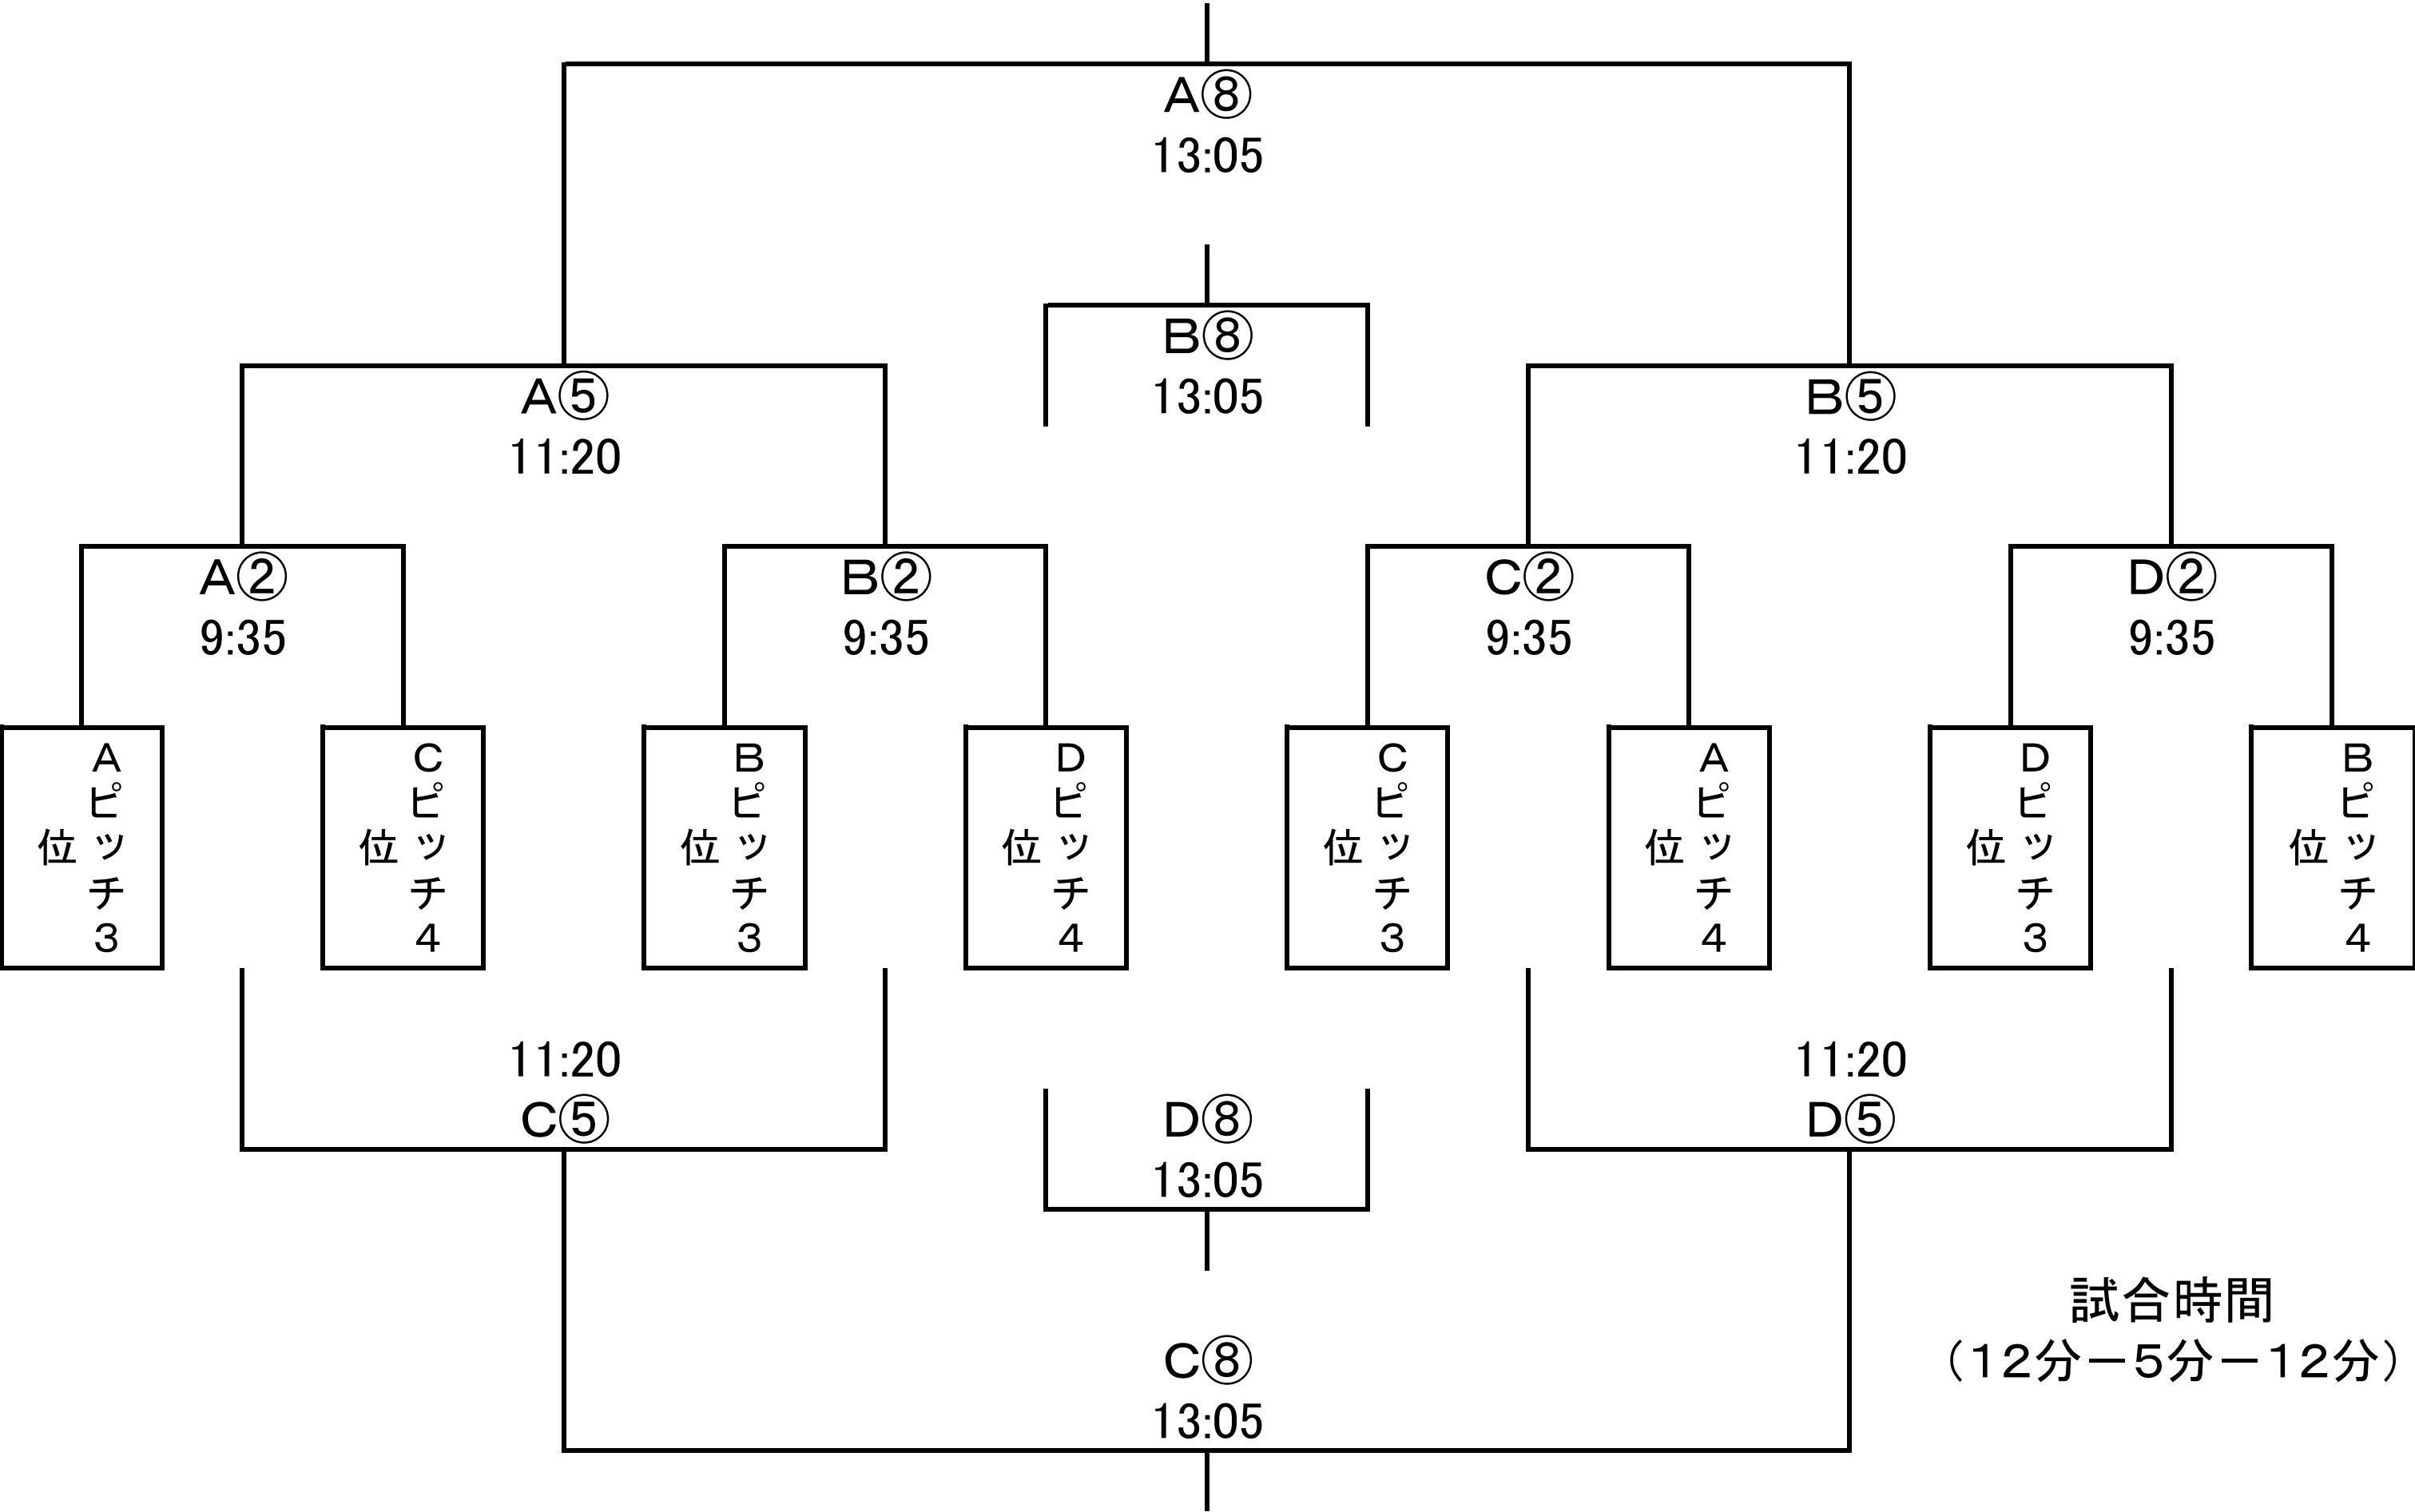 A⑧
13:05
B⑧
13:05
A⑤
11:20
B⑤
11:20
A②
9:35
B②
9:35
C②
9:35
D②
9:35
Aピッチ3
位
Cピッチ4
位
Bピッチ3
位
Dピッチ4
位
Cピッチ3
位
Aピッチ4
位
Dピッチ3
位
Bピッチ4
位
11:20
C⑤
11:20
D⑤
D⑧
13:05
C⑧
13:05
試合時間
（12分－5分－12分）